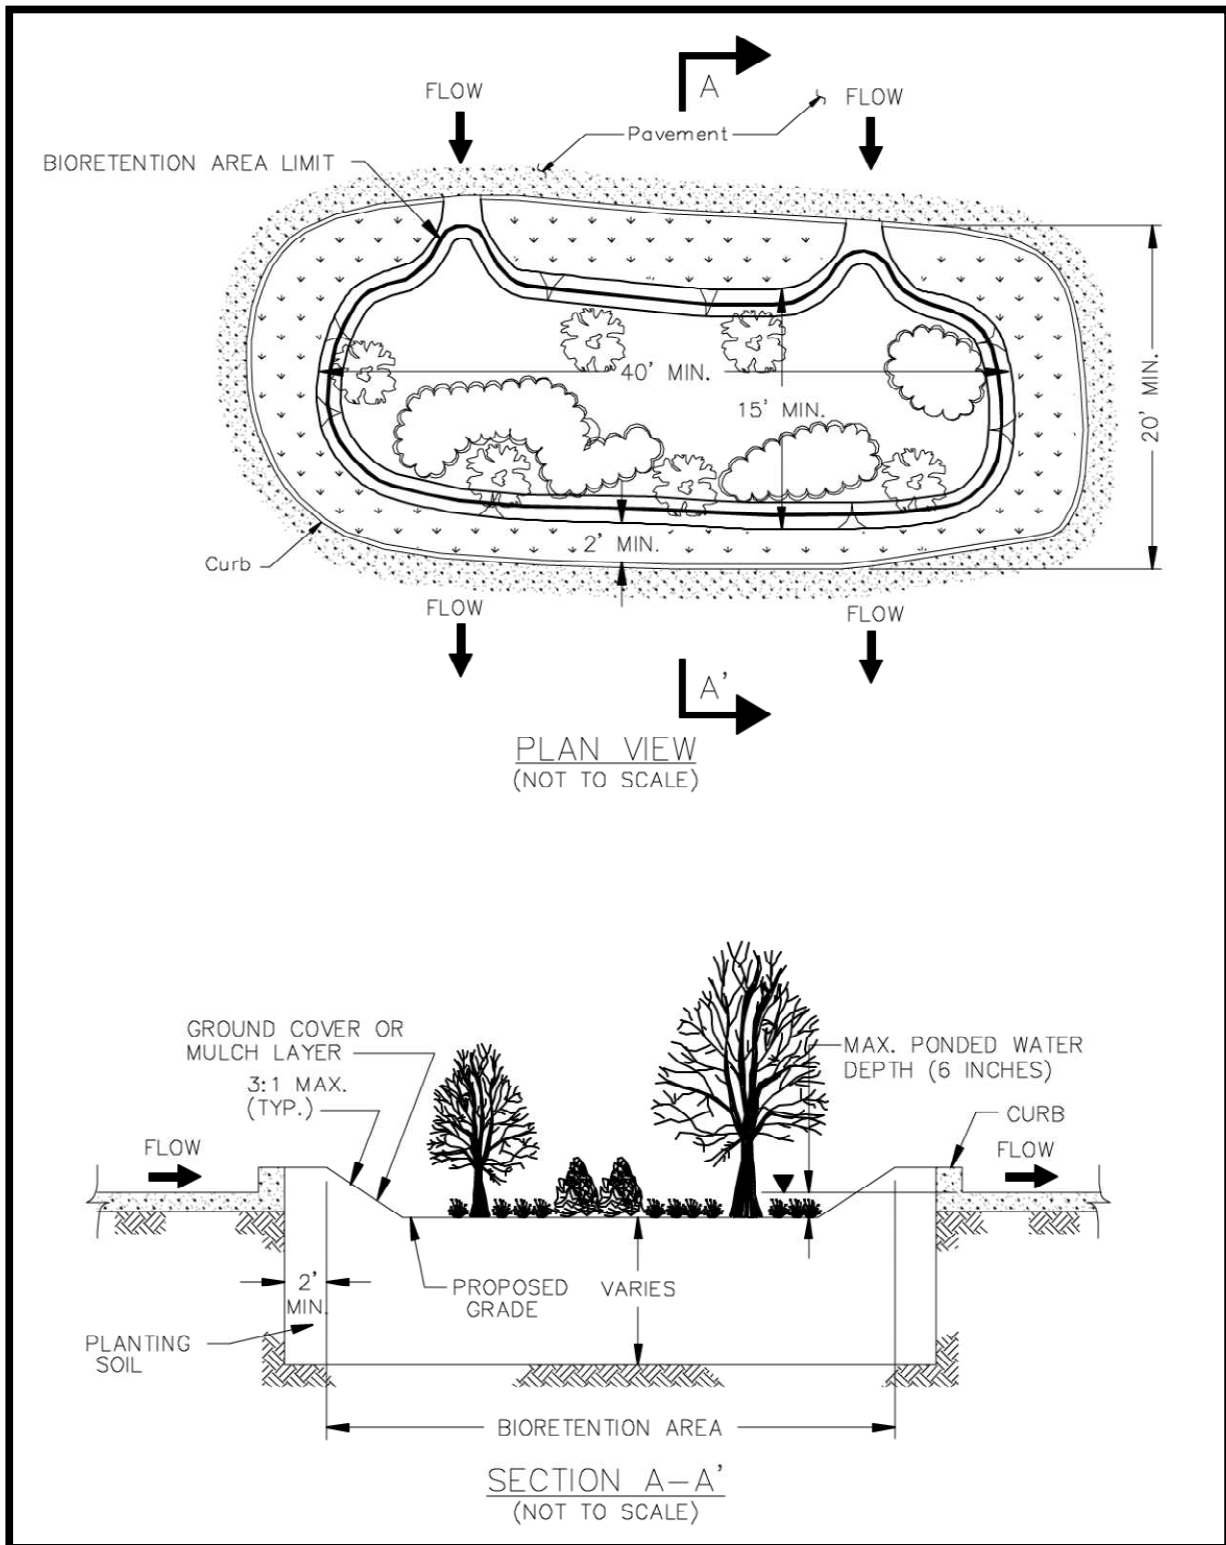 A
FLOW
FLOW
Pavement
BIORETENTION AREA LIMIT
40' MIN.
15' MIN.
20' MIN.
2' MIN.
Curb
FLOW
FLOW
A'
PLAN VIEW
(NOT TO SCALE)
GROUND COVER OR
MULCH LAYER
3:1 MAX.
(TYP.)
MAX. PONDED WATER
DEPTH (6 INCHES)
CURB
FLOW
FLOW
2'
MIN.
PROPOSED
GRADE
VARIES
PLANTING
SOIL
BIORETENTION AREA
SECTION A-A'
(NOT TO SCALE)